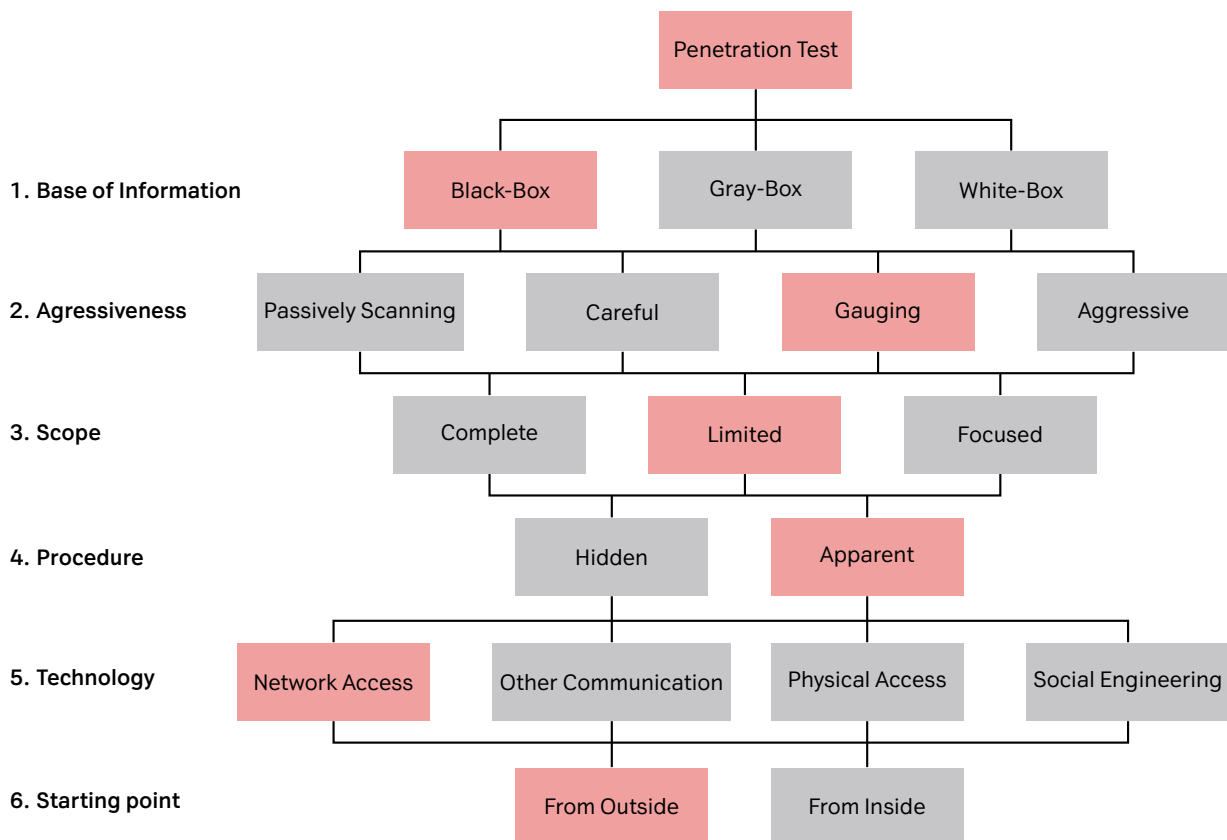 Penetration Test
1. Base of Information
Black-Box
Gray-Box
White-Box
2. Agressiveness
Passively Scanning
Careful
Gauging
Aggressive
3. Scope
Complete
Limited
Focused
4. Procedure
Hidden
Apparent
5. Technology
Network Access
Other Communication
Physical Access
Social Engineering
6. Starting point
From Outside
From Inside